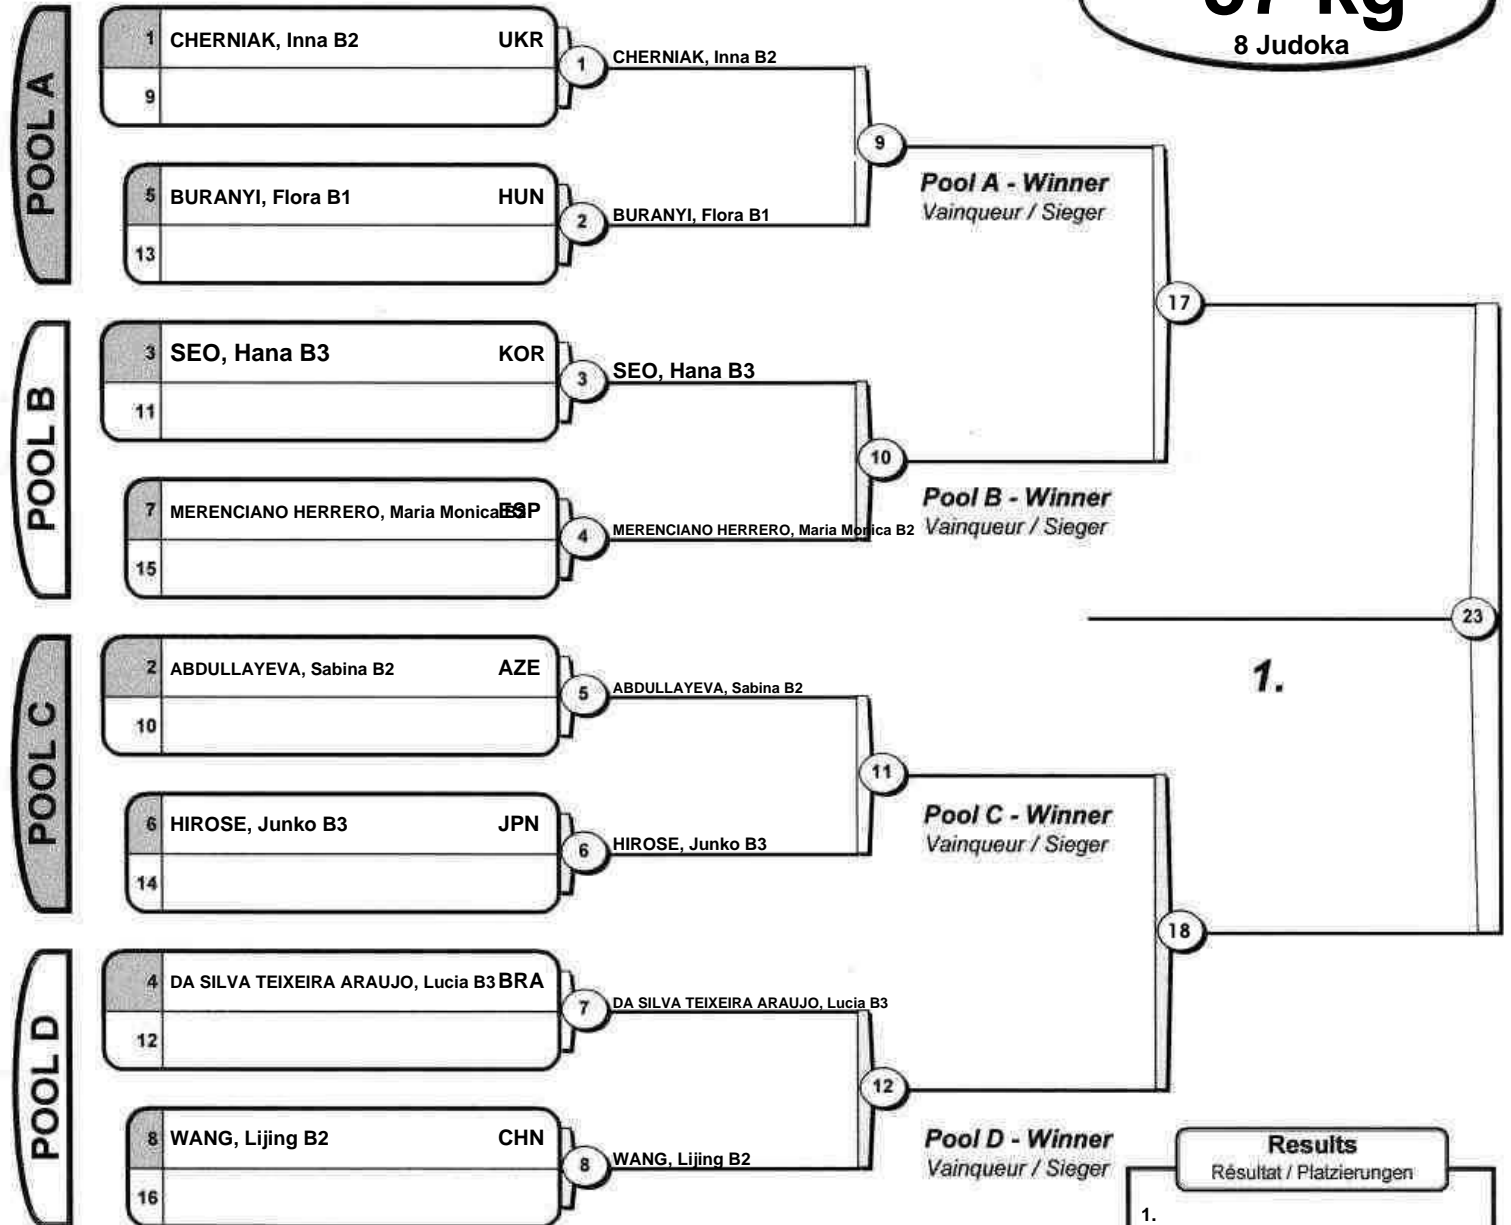 57 kg
8 Judoka
POOL A
1 CHERNIAK, Inna B2 UKR
9
1 CHERNIAK, Inna B2
5 BURANYI, Flora B1 HUN
13
2 BURANYI, Flora B1
9
Pool A - Winner
Vainqueur / Sieger
POOL B
3 SEO, Hana B3 KOR
11
3 SEO, Hana B3
7 MERENCIANO HERRERO, Maria Monica ESP
15
4 MERENCIANO HERRERO, Maria Monica B2
10
Pool B - Winner
Vainqueur / Sieger
17
POOL C
2 ABDULLAYEVA, Sabina B2 AZE
10
5 ABDULLAYEVA, Sabina B2
6 HIROSE, Junko B3 JPN
14
6 HIROSE, Junko B3
11
Pool C - Winner
Vainqueur / Sieger
POOL D
4 DA SILVA TEIXEIRA ARAUJO, Lucia B3 BRA
12
7 DA SILVA TEIXEIRA ARAUJO, Lucia B3
8 WANG, Lijing B2 CHN
16
8 WANG, Lijing B2
12
Pool D - Winner
Vainqueur / Sieger
18
23
1.
Results
Résultat / Platzierungen
1.